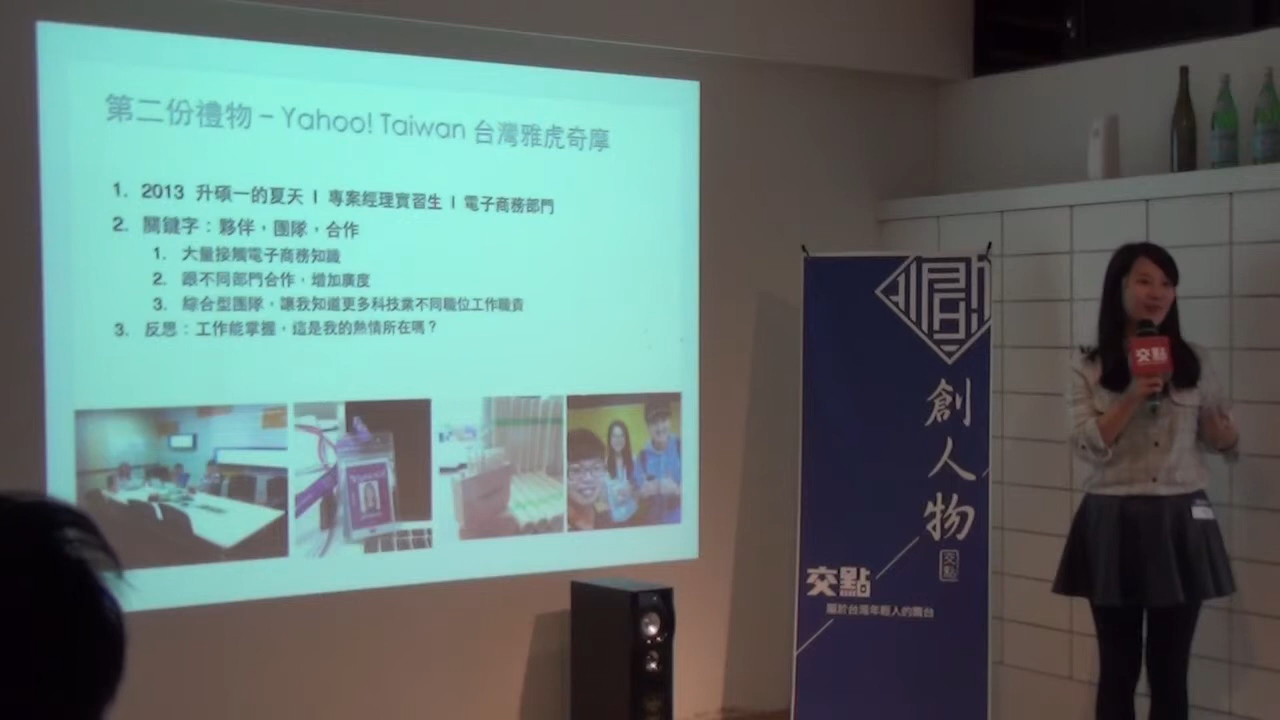 第二份禮物 – Yahoo! Taiwan 台灣雅虎奇摩
1. 2013 升碩一的夏天 l 專案經理實習生 l 電子商務部門
2. 關鍵字：夥伴，團隊，合作
1. 大量接觸電子商務知識
2. 跟不同部門合作，增加廣度
3. 綜合型團隊，讓我知道更多科技業不同職位工作職責
3. 反思：工作能掌握，這是我的熱情所在嗎？
創人物
交點
交點
屬於台灣年輕人的舞台
交點